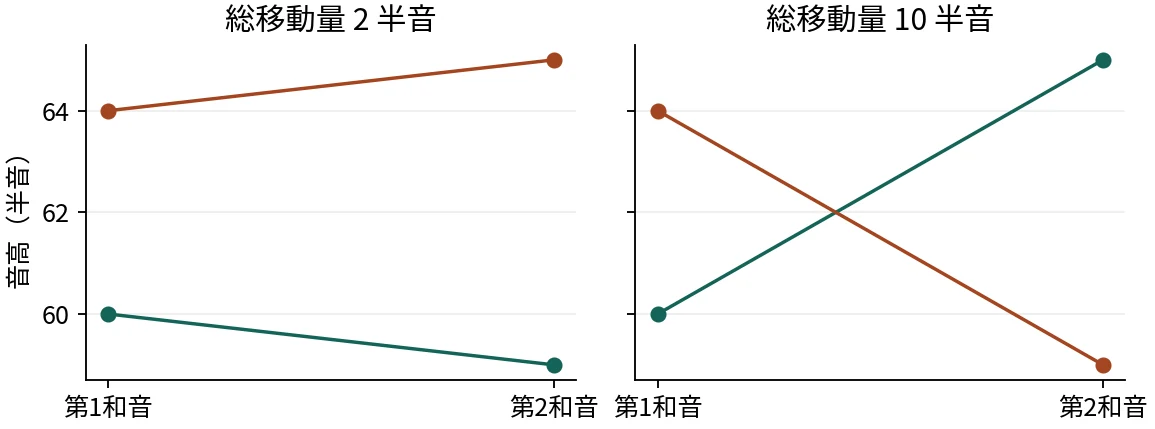 総移動量 2 半音
総移動量 10 半音
音高（半音）
64
62
60
第1和音
第2和音
第1和音
第2和音